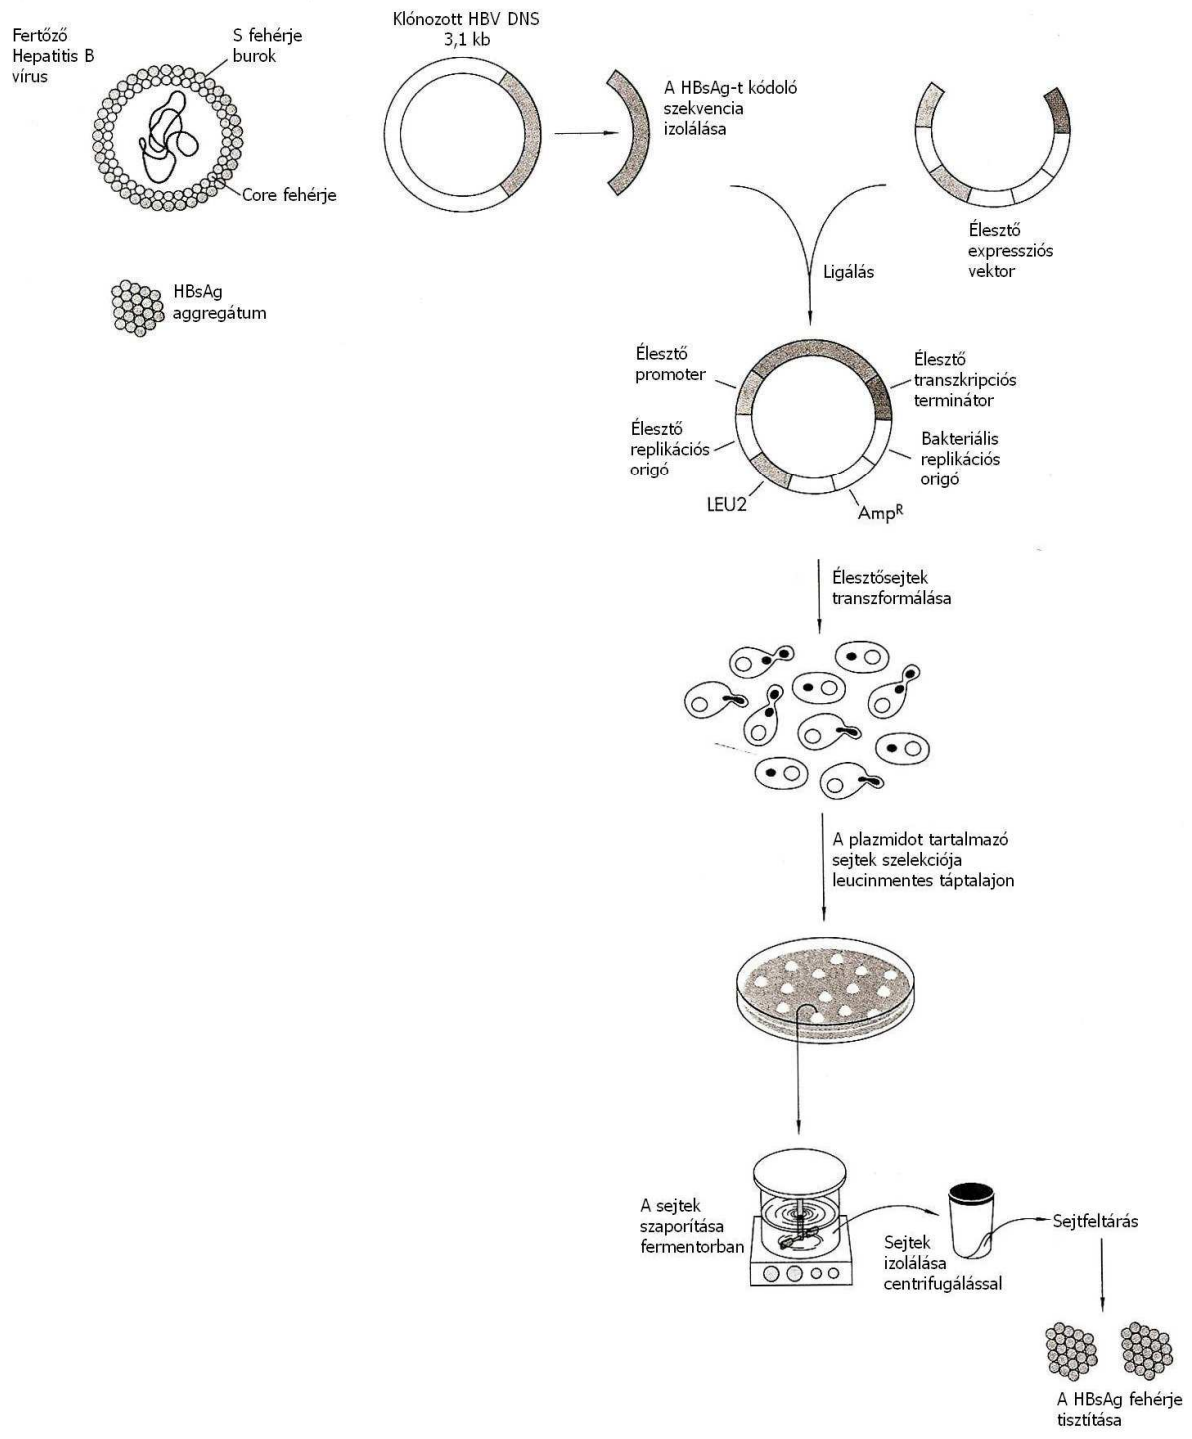 Fertőző
Hepatitis B
vírus
S fehérje
burok
Core fehérje
HBsAg
aggregátum
Klónozott HBV DNS
3,1 kb
A HBsAg-t kódoló
szekvencia
izolálása
Élesztő
expressziós
vektor
Ligálás
Élesztő
promoter
Élesztő
transzkripciós
terminátor
Élesztő
replikációs
origó
Bakteriális
replikációs
origó
LEU2
Ampᴿ
Élesztősejtek
transzformálása
A plazmidot tartalmazó
sejtek szelekciója
leucinmentes táptalajon
A sejtek
szaporítása
fermentorban
Sejtek
izolálása
centrifugálással
Sejtfeltárás
A HBsAg fehérje
tisztítása